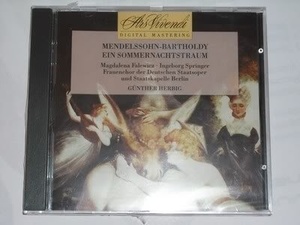 Ars Vivendi
DIGITAL MASTERING
MENDELSSOHN-BARTHOLDY
EIN SOMMERNACHTSTRAUM
Magdalena Falewicz · Ingeborg Springer
Frauenchor der Deutschen Staatsoper
und Staatskapelle Berlin
GÜNTHER HERBIG